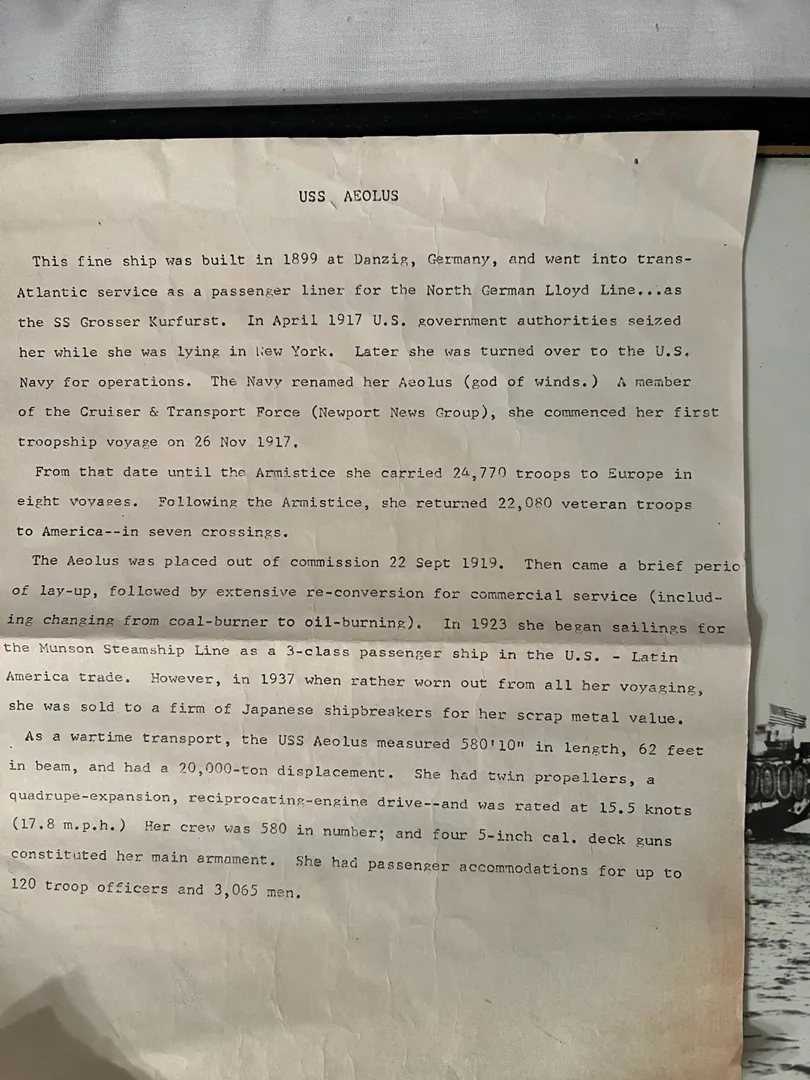 USS AEOLUS
This fine ship was built in 1899 at Danzig, Germany, and went into trans-
Atlantic service as a passenger liner for the North German Lloyd Line...as
the SS Grosser Kurfurst. In April 1917 U.S. government authorities seized
her while she was lying in New York. Later she was turned over to the U.S.
Navy for operations. The Navy renamed her Aeolus (god of winds.) A member
of the Cruiser & Transport Force (Newport News Group), she commenced her first
troopship voyage on 26 Nov 1917.
From that date until the Armistice she carried 24,770 troops to Europe in
eight voyages. Following the Armistice, she returned 22,080 veteran troops
to America--in seven crossings.
The Aeolus was placed out of commission 22 Sept 1919. Then came a brief perio
of lay-up, followed by extensive re-conversion for commercial service (includ-
ing changing from coal-burner to oil-burning). In 1923 she began sailings for
the Munson Steamship Line as a 3-class passenger ship in the U.S. - Latin
America trade. However, in 1937 when rather worn out from all her voyaging,
she was sold to a firm of Japanese shipbreakers for her scrap metal value.
As a wartime transport, the USS Aeolus measured 580'10" in length, 62 feet
in beam, and had a 20,000-ton displacement. She had twin propellers, a
quadrupe-expansion, reciprocating-engine drive--and was rated at 15.5 knots
(17.8 m.p.h.) Her crew was 580 in number; and four 5-inch cal. deck guns
constituted her main armament. She had passenger accommodations for up to
120 troop officers and 3,065 men.